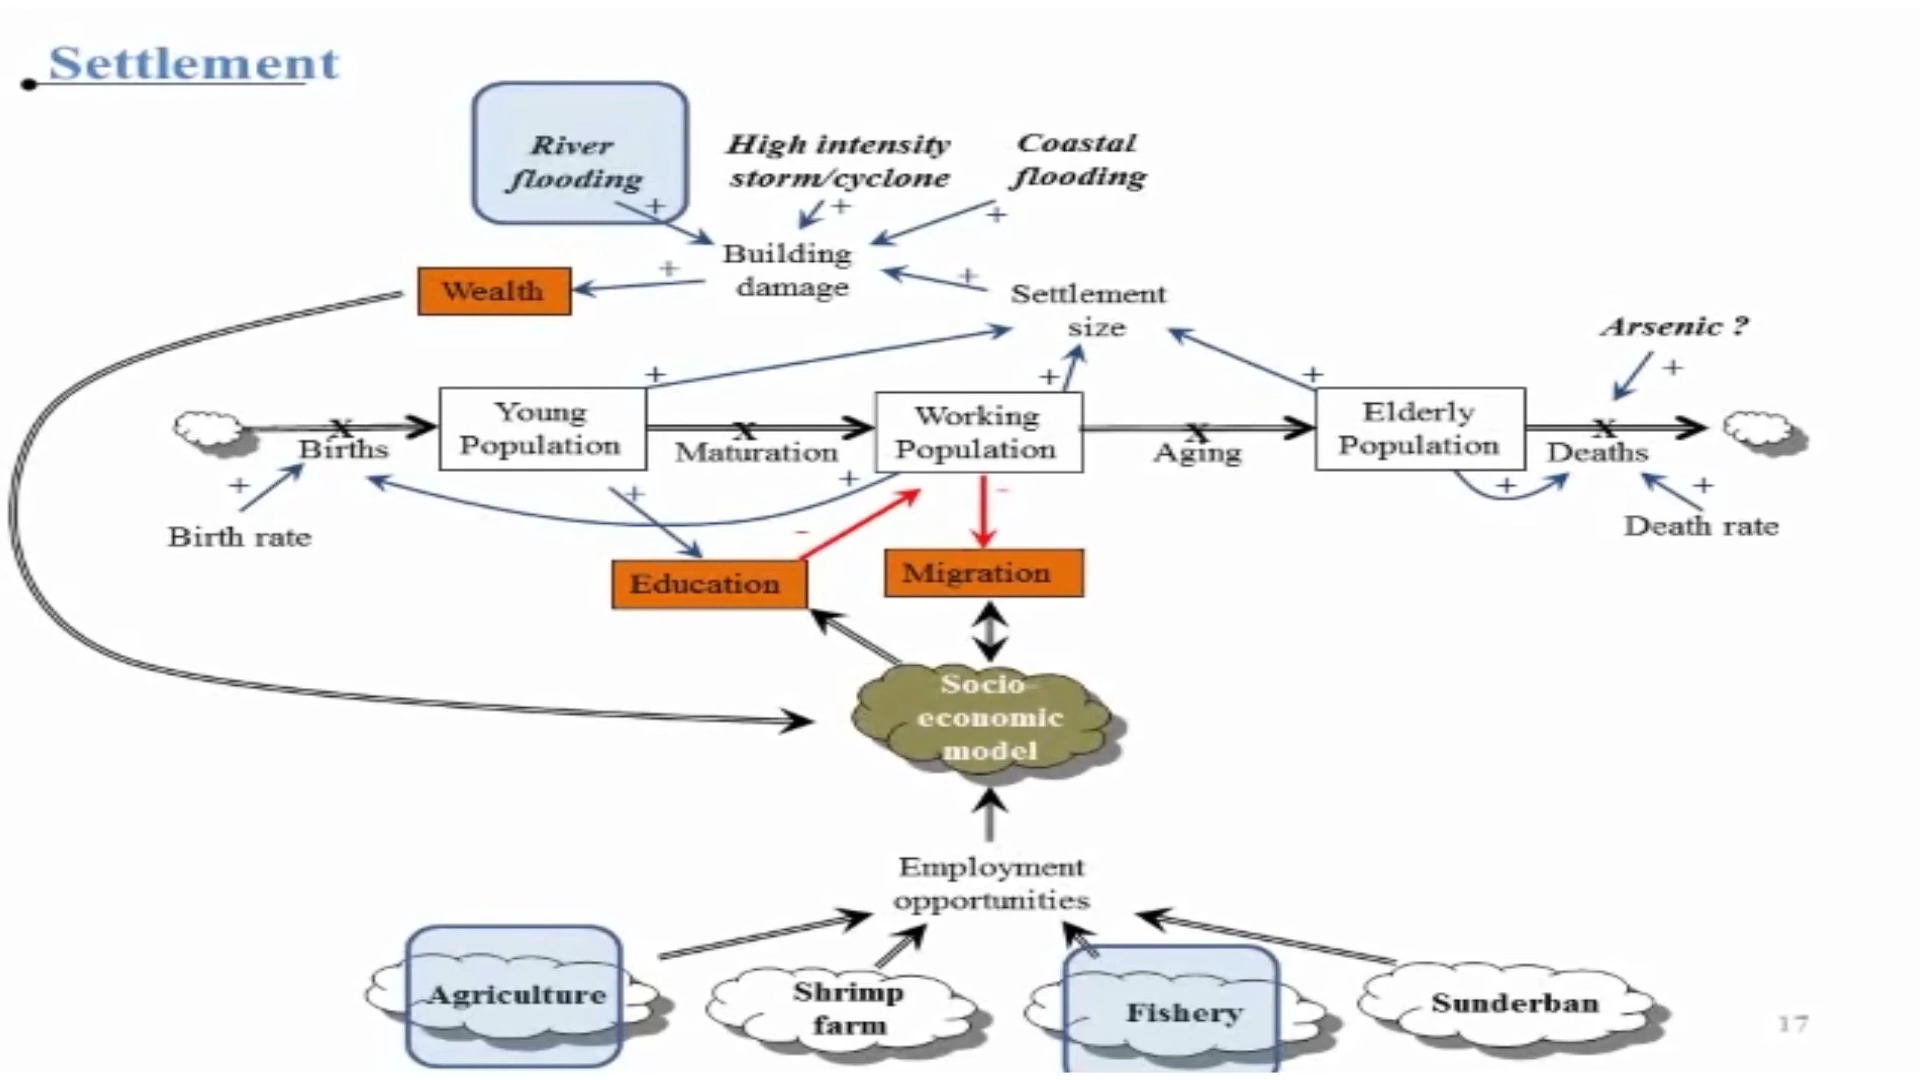 Settlement
River
flooding
High intensity
storm/cyclone
Coastal
flooding
+
+
+
Building
damage
+
+
Wealth
Settlement
size
Arsenic ?
+
+
+
+
Young
Population
Working
Population
Elderly
Population
x
Births
x
Maturation
x
Aging
x
Deaths
+
+
+
-
+
+
Birth rate
-
Death rate
Education
Migration
Socio-
economic
model
Employment
opportunities
Agriculture
Shrimp
farm
Fishery
Sunderban
17